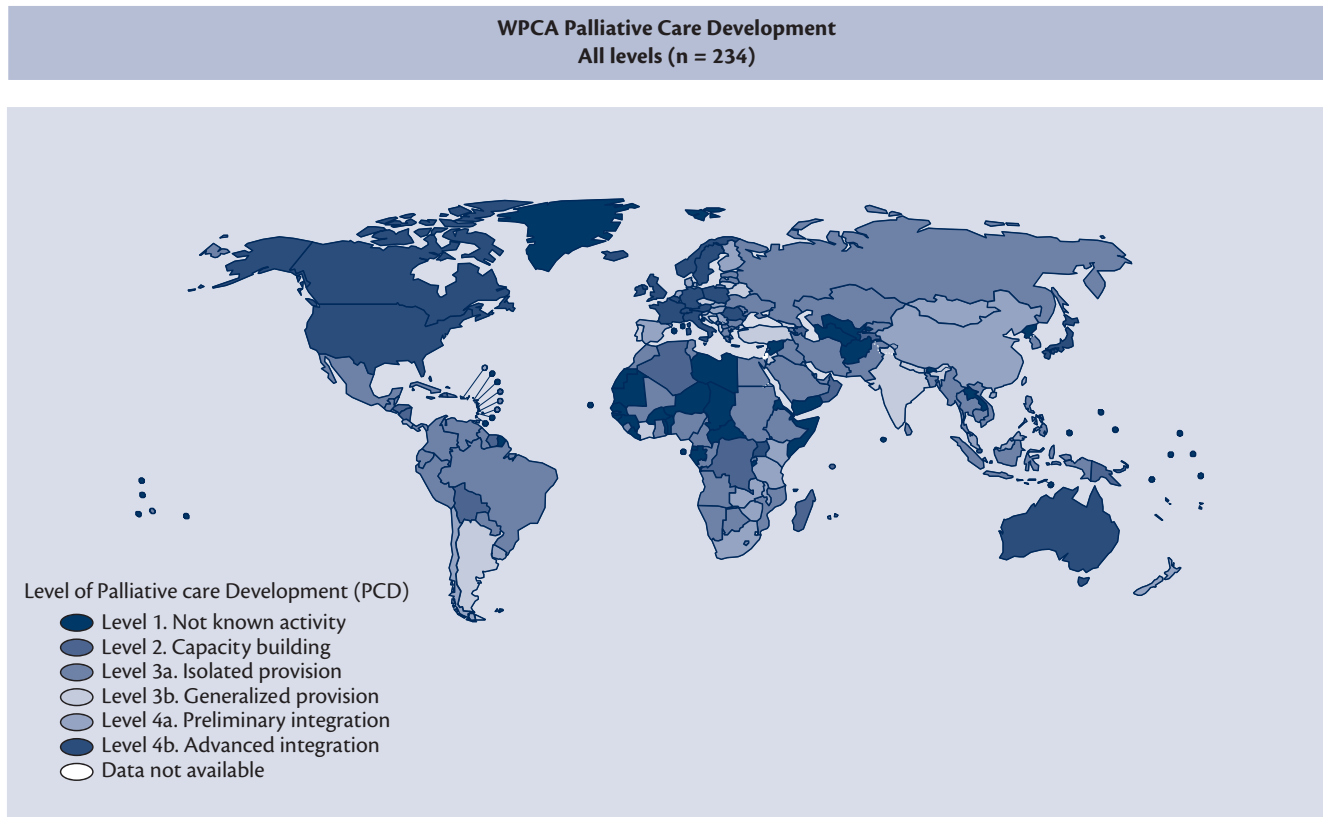 WPCA Palliative Care Development
All levels (n = 234)
Level of Palliative care Development (PCD)
Level 1. Not known activity
Level 2. Capacity building
Level 3a. Isolated provision
Level 3b. Generalized provision
Level 4a. Preliminary integration
Level 4b. Advanced integration
Data not available